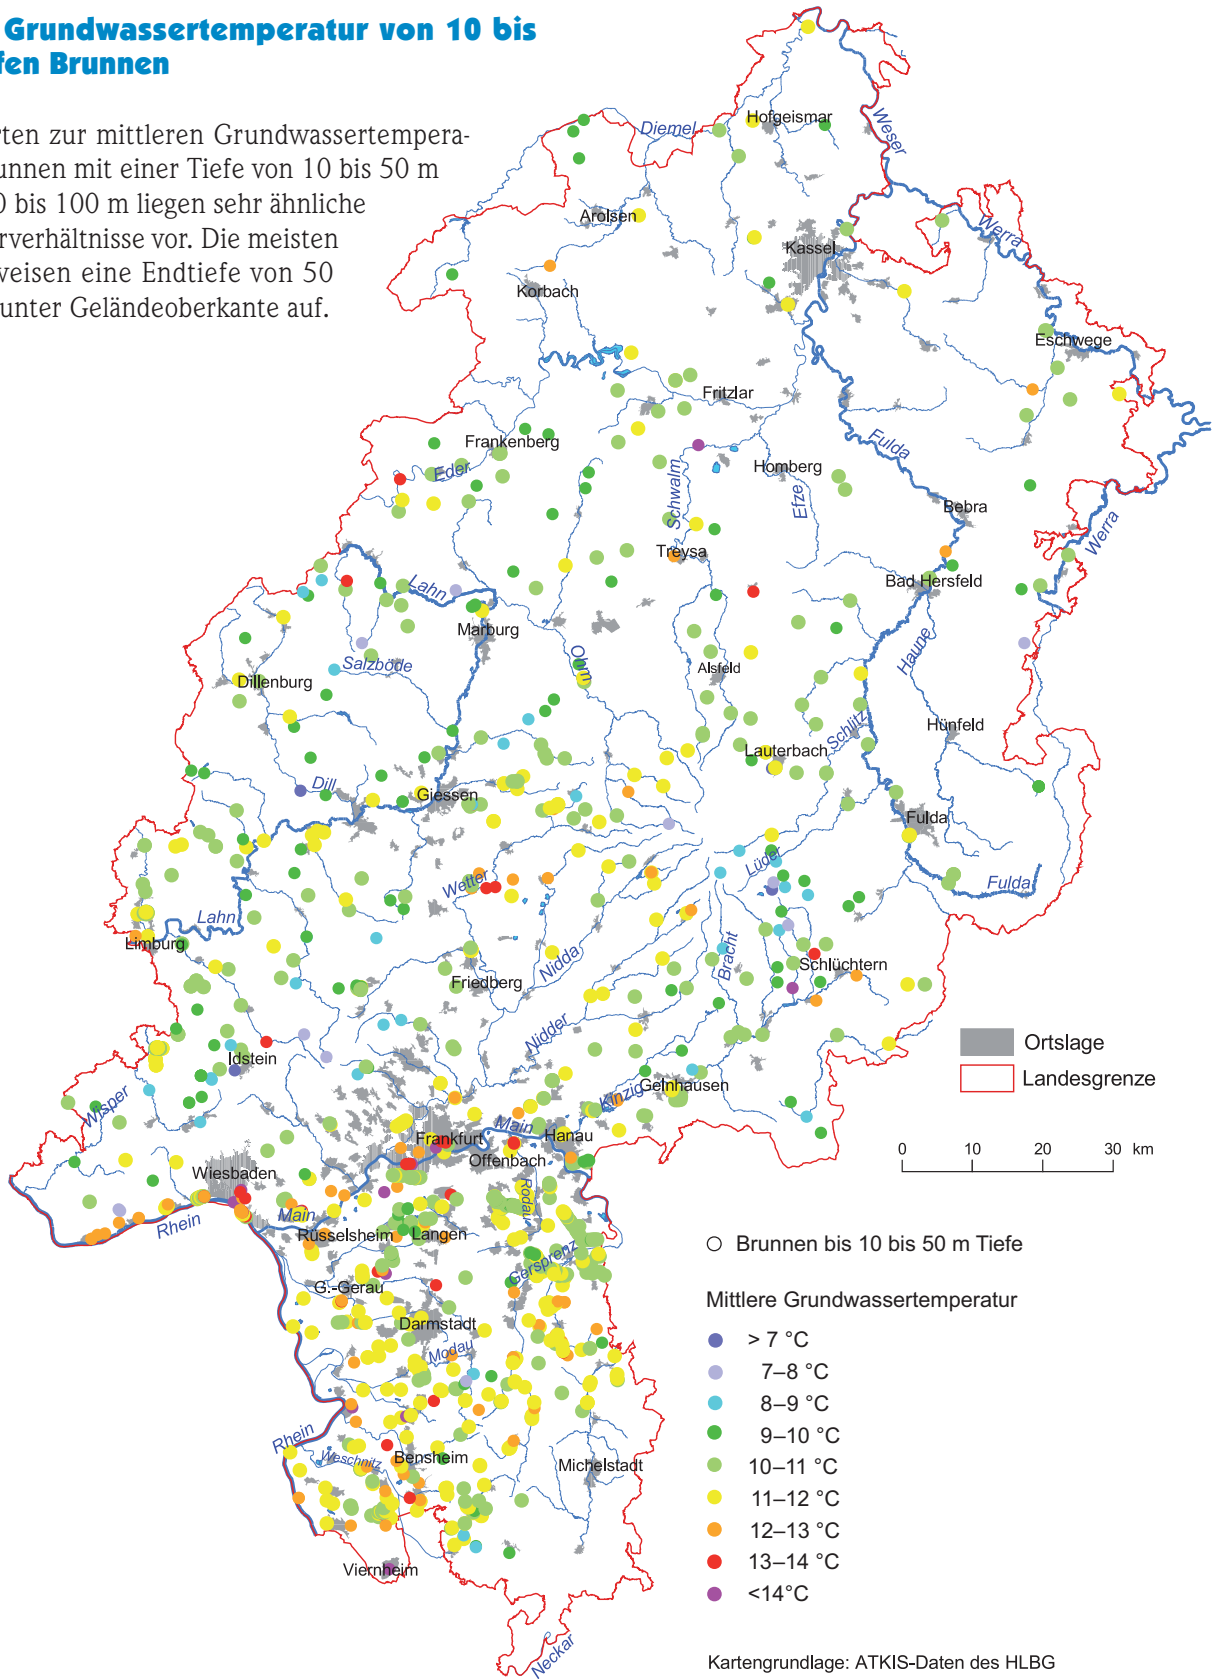 Grundwassertemperatur von 10 bis
fen Brunnen
rten zur mittleren Grundwassertempera-
unnen mit einer Tiefe von 10 bis 50 m
0 bis 100 m liegen sehr ähnliche
rverhältnisse vor. Die meisten
weisen eine Endtiefe von 50
unter Geländeoberkante auf.
Hofgeismar
Diemel
Weser
Arolsen
Kassel
Werra
Korbach
Eschwege
Fritzlar
Frankenberg
Eder
Schwalm
Homberg
Efze
Fulda
Bebra
Werra
Treysa
Bad Hersfeld
Lahn
Marburg
Haune
Ohm
Salzböde
Alsfeld
Dillenburg
Schlitz
Hünfeld
Lauterbach
Dill
Giessen
Fulda
Lüder
Wetter
Fulda
Lahn
Limburg
Nidda
Bracht
Schlüchtern
Friedberg
Nidder
Idstein
Ortslage
Landesgrenze
Gelnhausen
Kinzig
Wisper
Main
Frankfurt
Hanau
Offenbach
0 10 20 30 km
Wiesbaden
Rodau
Rhein
Main
Rüsselsheim
Langen
Gersprenz
G.-Gerau
Darmstadt
Modau
Brunnen bis 10 bis 50 m Tiefe
Mittlere Grundwassertemperatur
> 7 °C
7–8 °C
8–9 °C
9–10 °C
10–11 °C
11–12 °C
12–13 °C
13–14 °C
<14°C
Rhein
Weschnitz
Bensheim
Michelstadt
Viernheim
Neckar
Kartengrundlage: ATKIS-Daten des HLBG